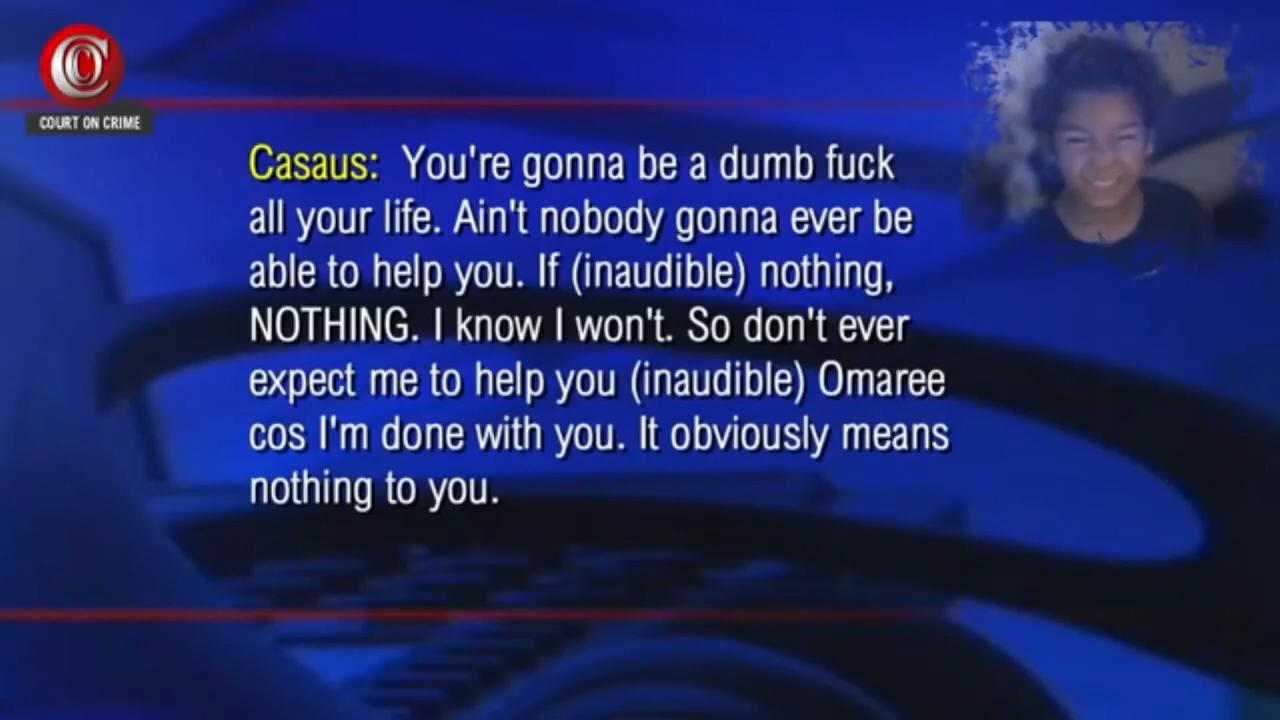 COURT ON CRIME
Casaus: You're gonna be a dumb fuck
all your life. Ain't nobody gonna ever be
able to help you. If (inaudible) nothing,
NOTHING. I know I won't. So don't ever
expect me to help you (inaudible) Omaree
cos I'm done with you. It obviously means
nothing to you.